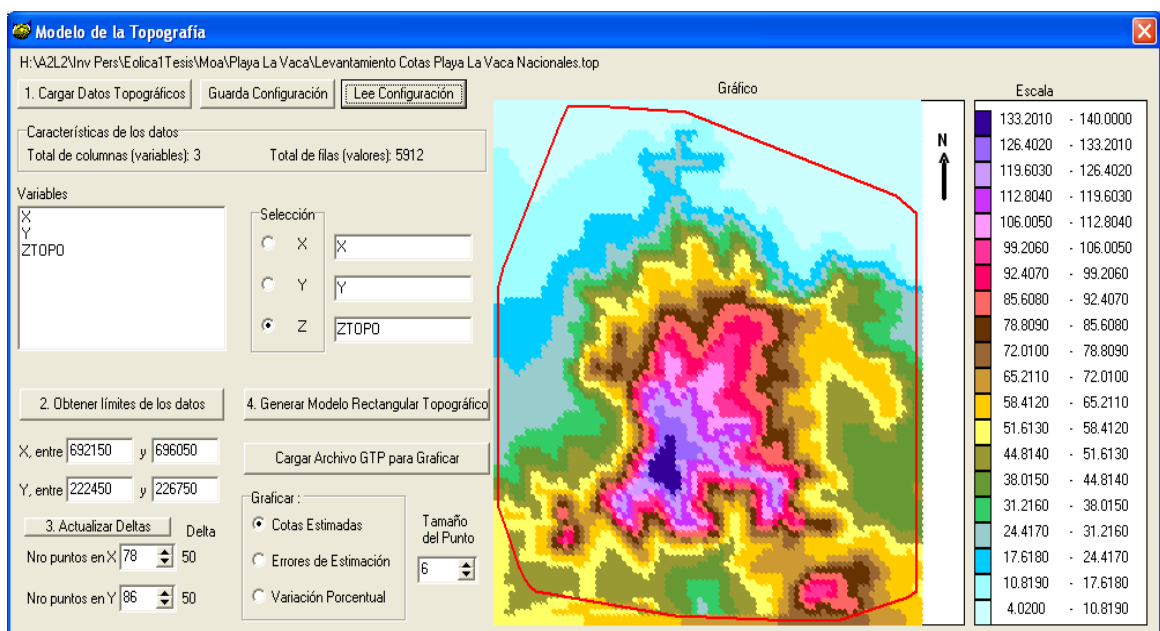 Modelo de la Topografía
H:\A2L2\Inv Pers\Eolica1Tesis\Moa\Playa La Vaca\Levantamiento Cotas Playa La Vaca Nacionales.top
1. Cargar Datos Topográficos
Guarda Configuración
Lee Configuración
Características de los datos
Total de columnas (variables): 3
Total de filas (valores): 5912
Variables
X
Y
ZTOPO
Selección
X
X
Y
Y
Z
ZTOPO
2. Obtener límites de los datos
4. Generar Modelo Rectangular Topográfico
X, entre 692150 y 696050
Y, entre 222450 y 226750
Cargar Archivo GTP para Graficar
3. Actualizar Deltas
Delta
Nro puntos en X 78 50
Nro puntos en Y 86 50
Graficar :
Cotas Estimadas
Errores de Estimación
Variación Porcentual
Tamaño
del Punto
6
Gráfico
N
Escala
133.2010 - 140.0000
126.4020 - 133.2010
119.6030 - 126.4020
112.8040 - 119.6030
106.0050 - 112.8040
99.2060 - 106.0050
92.4070 - 99.2060
85.6080 - 92.4070
78.8090 - 85.6080
72.0100 - 78.8090
65.2110 - 72.0100
58.4120 - 65.2110
51.6130 - 58.4120
44.8140 - 51.6130
38.0150 - 44.8140
31.2160 - 38.0150
24.4170 - 31.2160
17.6180 - 24.4170
10.8190 - 17.6180
4.0200 - 10.8190